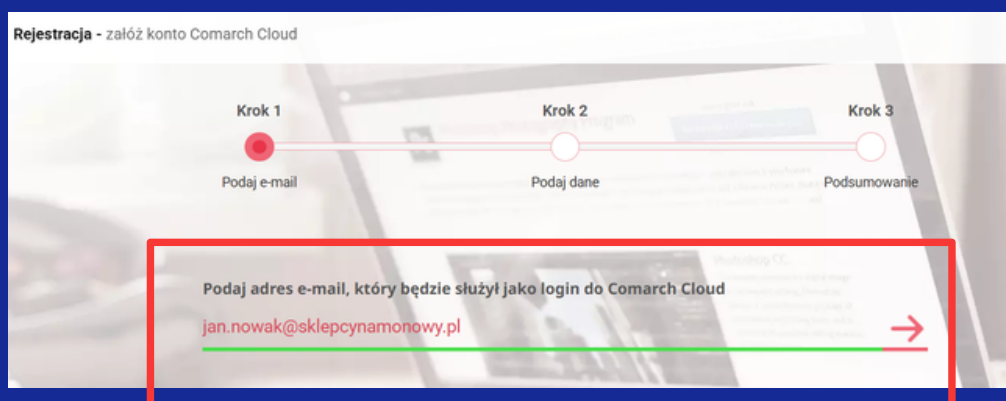 Rejestracja - załóż konto Comarch Cloud
Krok 1
Krok 2
Krok 3
Podaj e-mail
Podaj dane
Podsumowanie
Podaj adres e-mail, który będzie służył jako login do Comarch Cloud
jan.nowak@sklepcynamonowy.pl